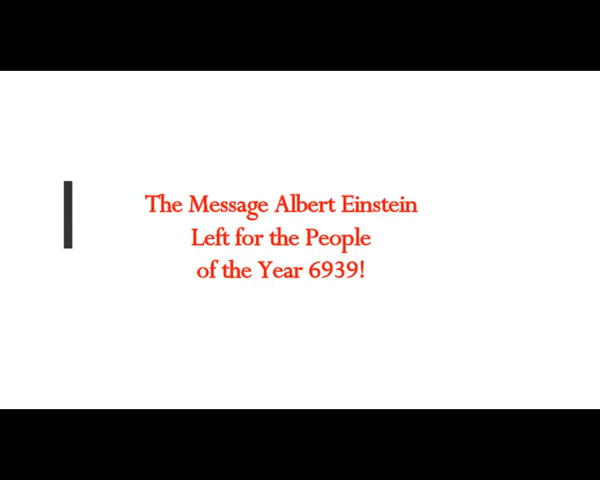 The Message Albert Einstein
Left for the People
of the Year 6939!